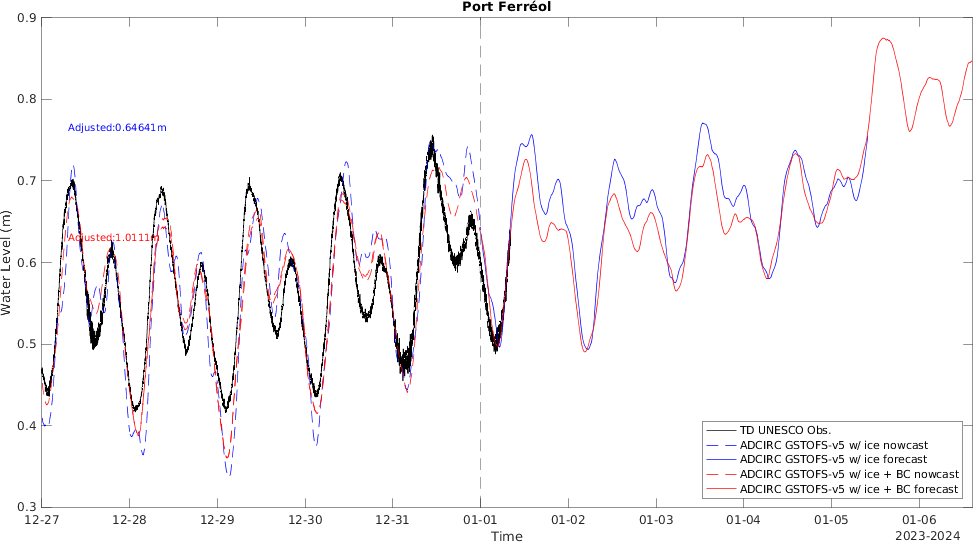 Port Ferréol
0.9
0.8
0.7
0.6
0.5
0.4
0.3
Water Level (m)
Adjusted:0.64641m
Adjusted:1.0111m
TD UNESCO Obs.
ADCIRC GSTOFS-v5 w/ ice nowcast
ADCIRC GSTOFS-v5 w/ ice forecast
ADCIRC GSTOFS-v5 w/ ice + BC nowcast
ADCIRC GSTOFS-v5 w/ ice + BC forecast
12-27 12-28 12-29 12-30 12-31 01-01 01-02 01-03 01-04 01-05 01-06
Time
2023-2024